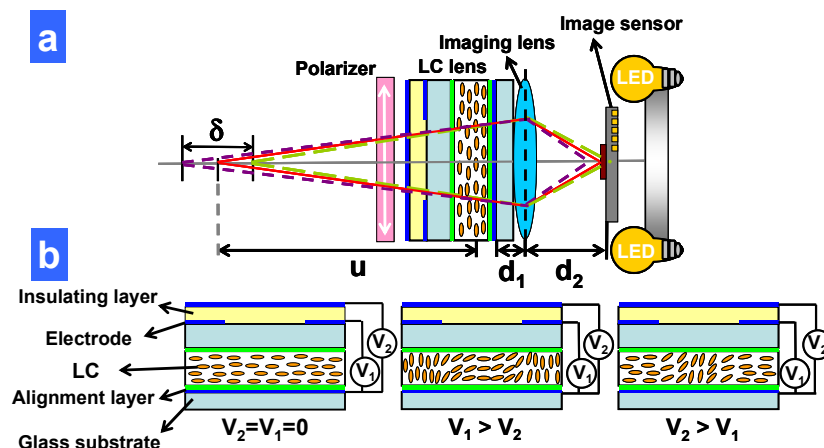 a
Image sensor
Imaging lens
Polarizer
LC lens
LED
δ
u
d1
d2
LED
b
Insulating layer
Electrode
LC
Alignment layer
Glass substrate
V2
V1
V2=V1=0
V2
V1
V1 > V2
V2
V1
V2 > V1